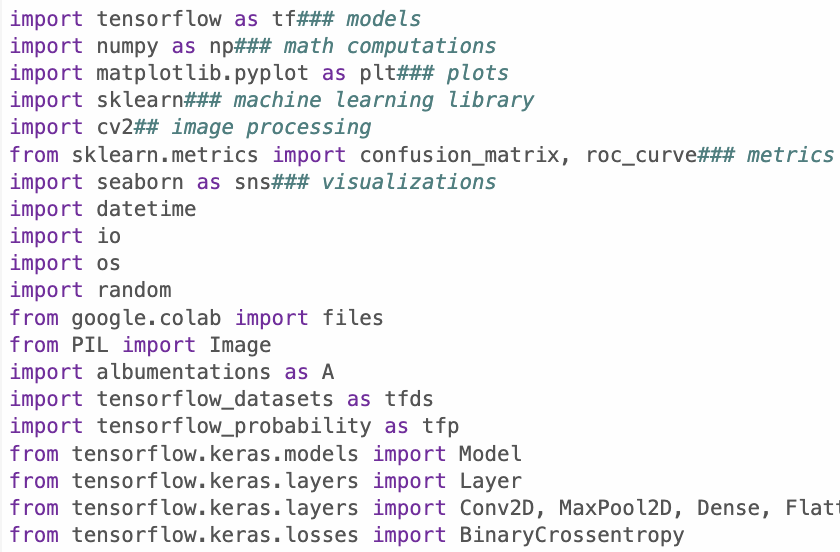 import tensorflow as tf### models
import numpy as np### math computations
import matplotlib.pyplot as plt### plots
import sklearn### machine learning library
import cv2## image processing
from sklearn.metrics import confusion_matrix, roc_curve### metrics
import seaborn as sns### visualizations
import datetime
import io
import os
import random
from google.colab import files
from PIL import Image
import albumentations as A
import tensorflow_datasets as tfds
import tensorflow_probability as tfp
from tensorflow.keras.models import Model
from tensorflow.keras.layers import Layer
from tensorflow.keras.layers import Conv2D, MaxPool2D, Dense,
from tensorflow.keras.losses import BinaryCrossentropy